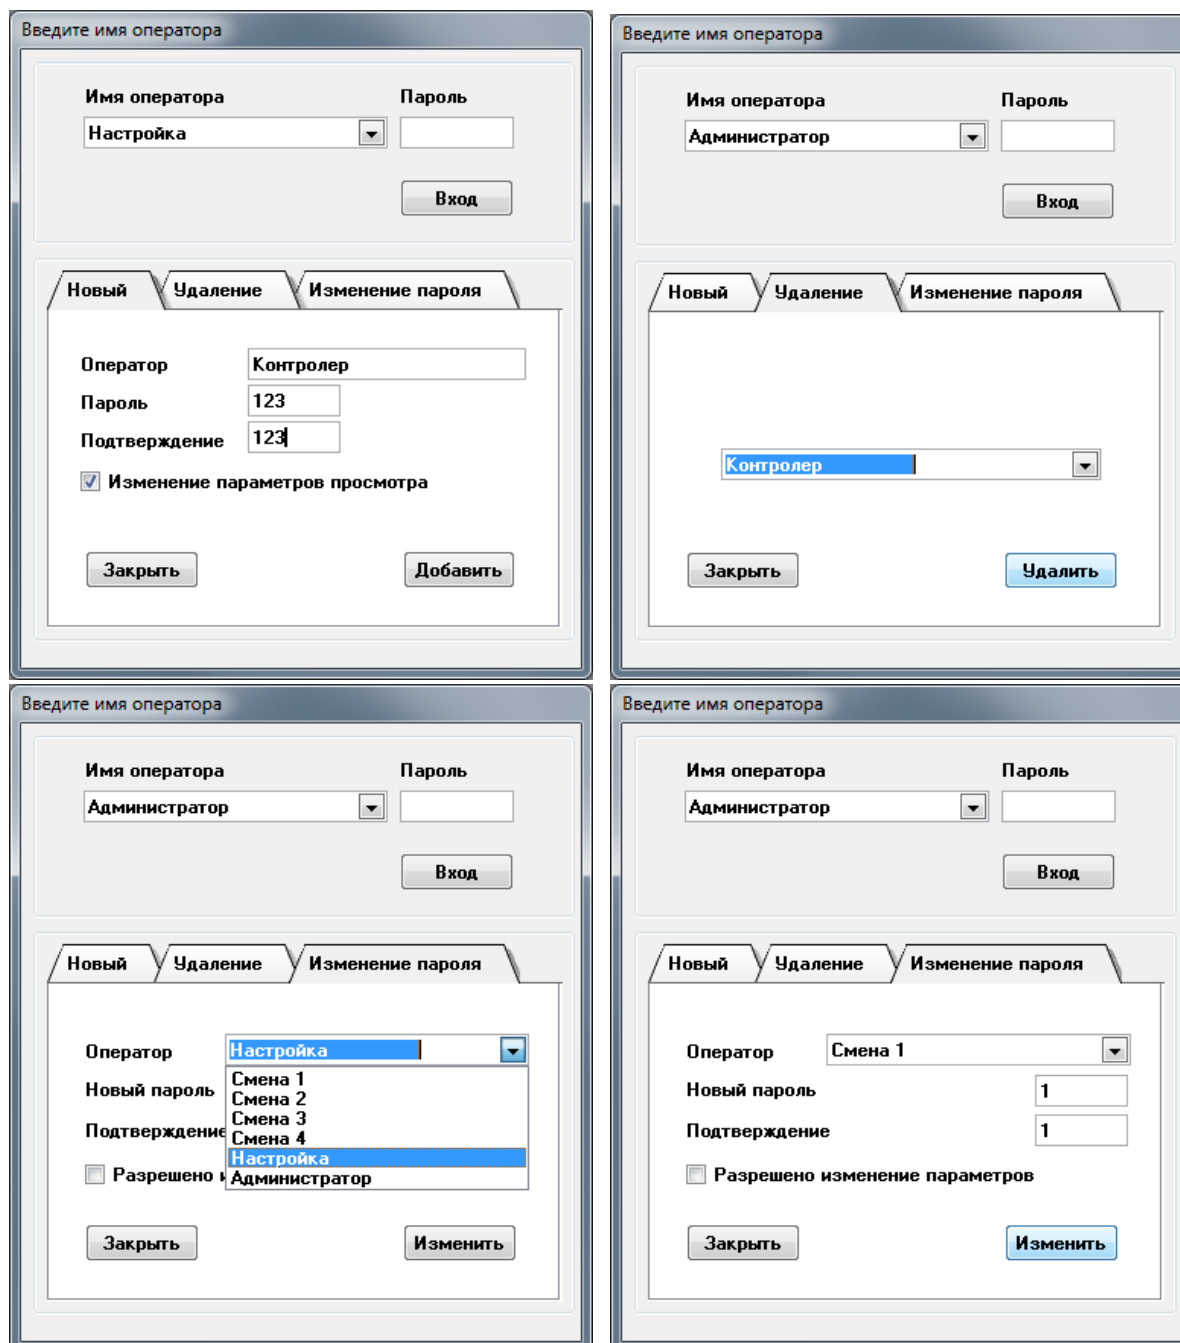 Введите имя оператора
Имя оператора Пароль
Настройка
Вход
Новый Удаление Изменение пароля
Оператор Контролер
Пароль 123
Подтверждение 123
Изменение параметров просмотра
Закрыть Добавить
Введите имя оператора
Имя оператора Пароль
Администратор
Вход
Новый Удаление Изменение пароля
Контролер
Закрыть Удалить
Введите имя оператора
Имя оператора Пароль
Администратор
Вход
Новый Удаление Изменение пароля
Оператор Настройка
Новый пароль
Подтверждение
Разрешено и
Смена 1
Смена 2
Смена 3
Смена 4
Настройка
Администратор
Закрыть Изменить
Введите имя оператора
Имя оператора Пароль
Администратор
Вход
Новый Удаление Изменение пароля
Оператор Смена 1
Новый пароль 1
Подтверждение 1
Разрешено изменение параметров
Закрыть Изменить